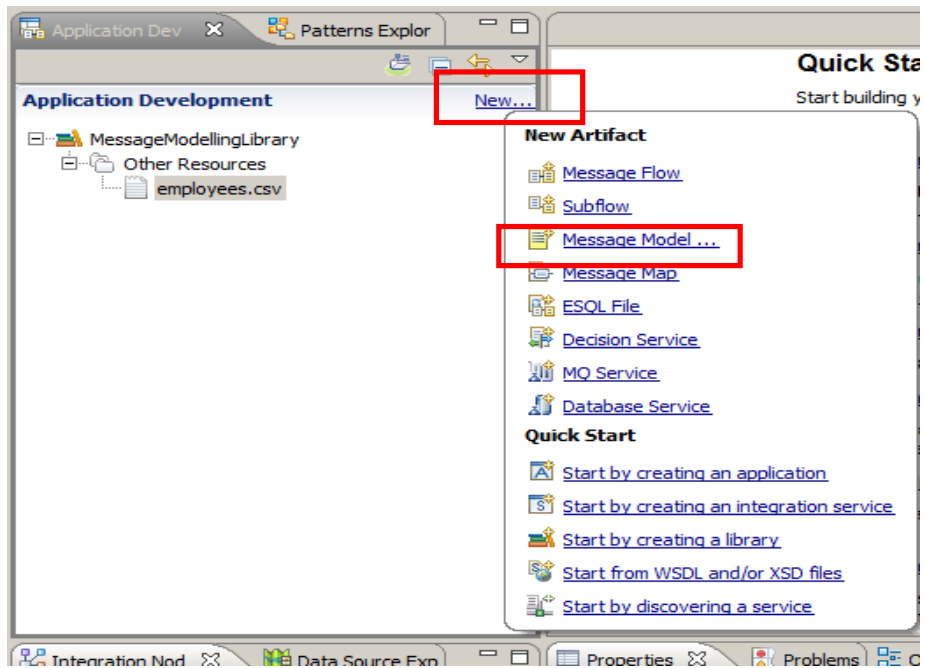 Application Dev
Patterns Explor
Quick Sta
Application Development
New...
Start building y
MessageModellingLibrary
Other Resources
employees.csv
New Artifact
Message Flow
Subflow
Message Model ...
Message Map
ESQL File
Decision Service
MQ Service
Database Service
Quick Start
Start by creating an application
Start by creating an integration service
Start by creating a library
Start from WSDL and/or XSD files
Start by discovering a service
Integration Nod
Data Source Exp
Properties
Problems